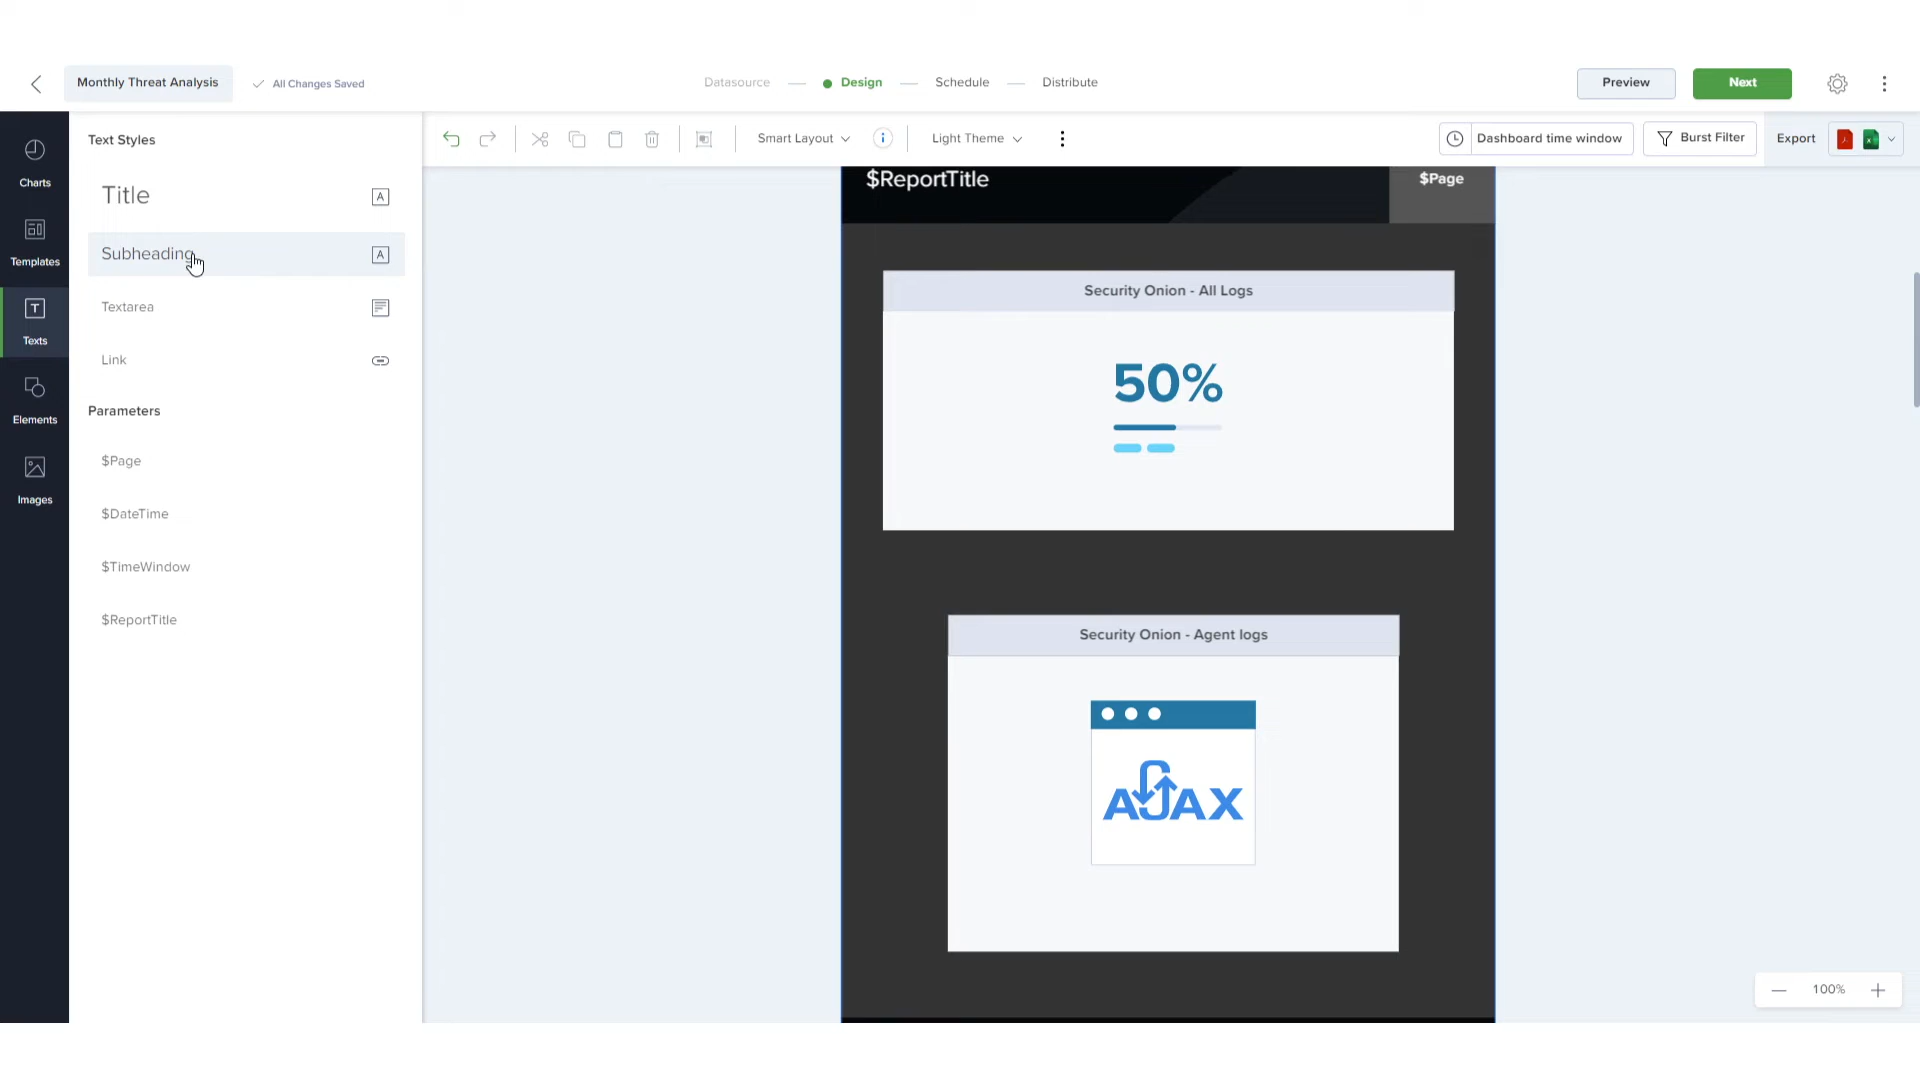 Monthly Threat Analysis
All Changes Saved
Datasource
Design
Schedule
Distribute
Preview
Next
Charts
Templates
Texts
Elements
Images
Text Styles
Title
Subheading
Textarea
Link
Parameters
$Page
$DateTime
$TimeWindow
$ReportTitle
Smart Layout
Light Theme
Dashboard time window
Burst Filter
Export
$ReportTitle
$Page
Security Onion - All Logs
50%
Security Onion - Agent logs
AJAX
100%